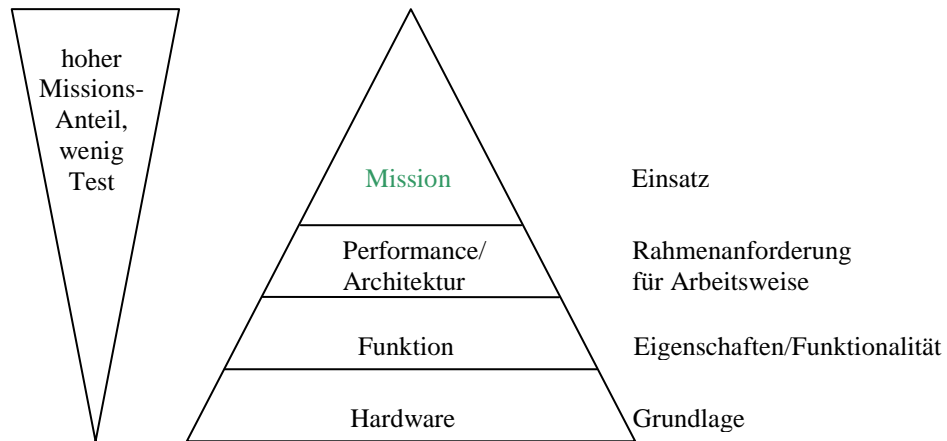 hoher
Missions-
Anteil,
wenig
Test
Mission
Einsatz
Performance/
Architektur
Rahmenanforderung
für Arbeitsweise
Funktion
Eigenschaften/Funktionalität
Hardware
Grundlage